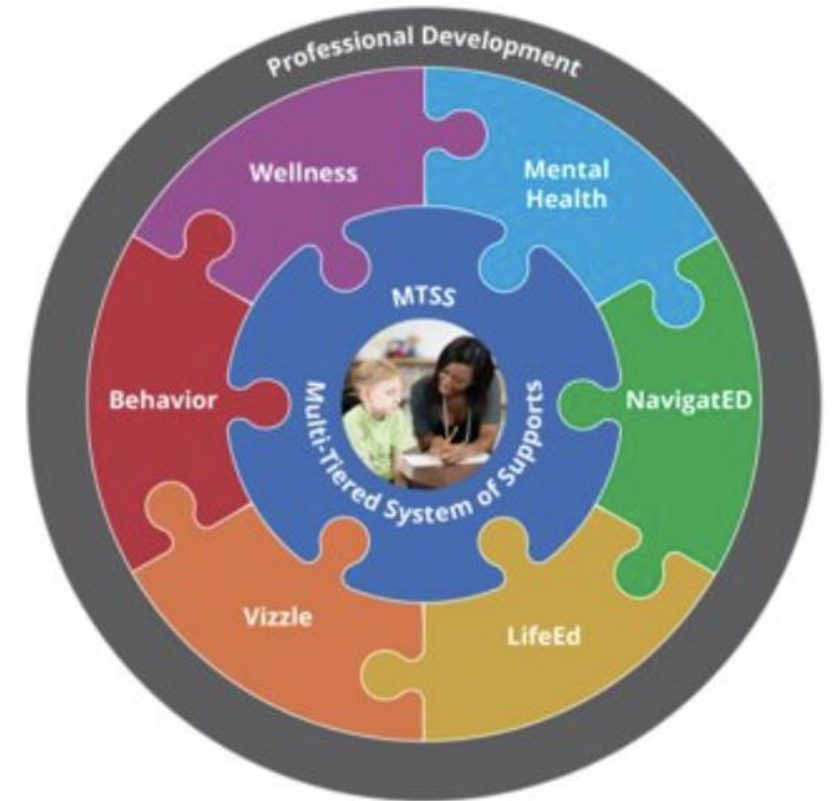 Professional Development
Wellness
Mental
Health
MTSS
Behavior
NavigatED
Multi-Tiered System of Supports
Vizzle
LifeEd